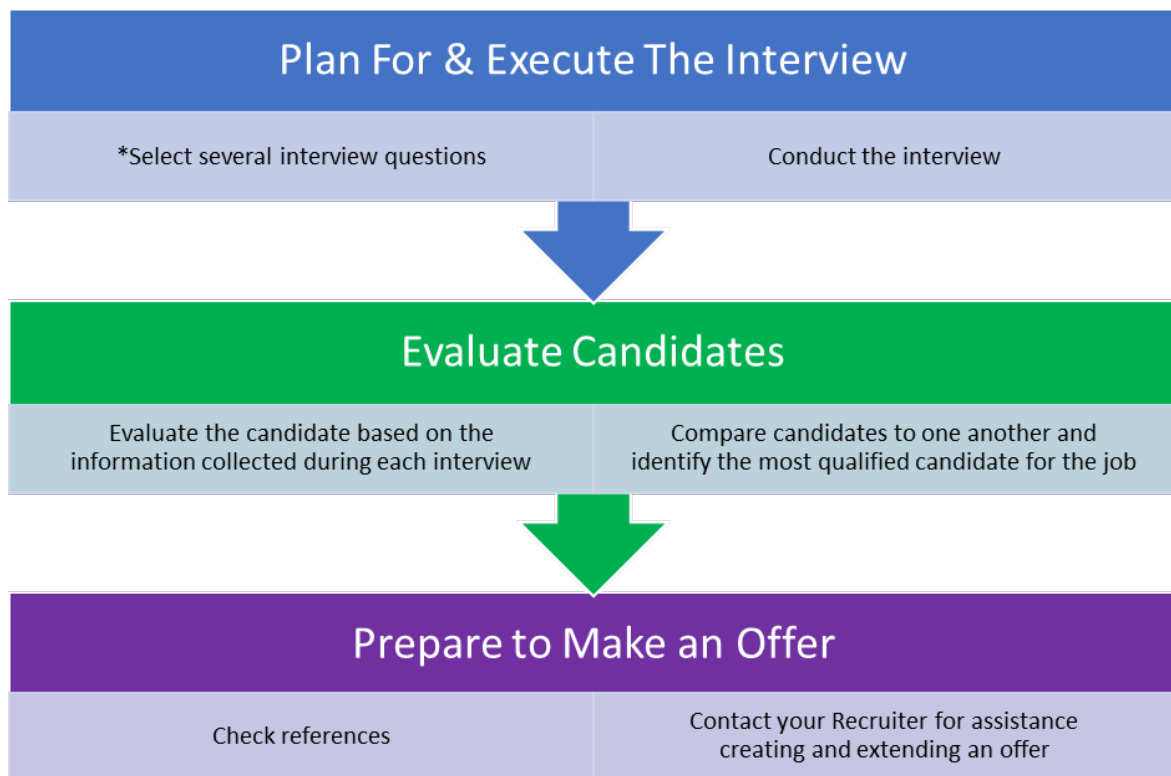 Plan For & Execute The Interview
*Select several interview questions
Conduct the interview
Evaluate Candidates
Evaluate the candidate based on the
information collected during each interview
Compare candidates to one another and
identify the most qualified candidate for the job
Prepare to Make an Offer
Check references
Contact your Recruiter for assistance
creating and extending an offer